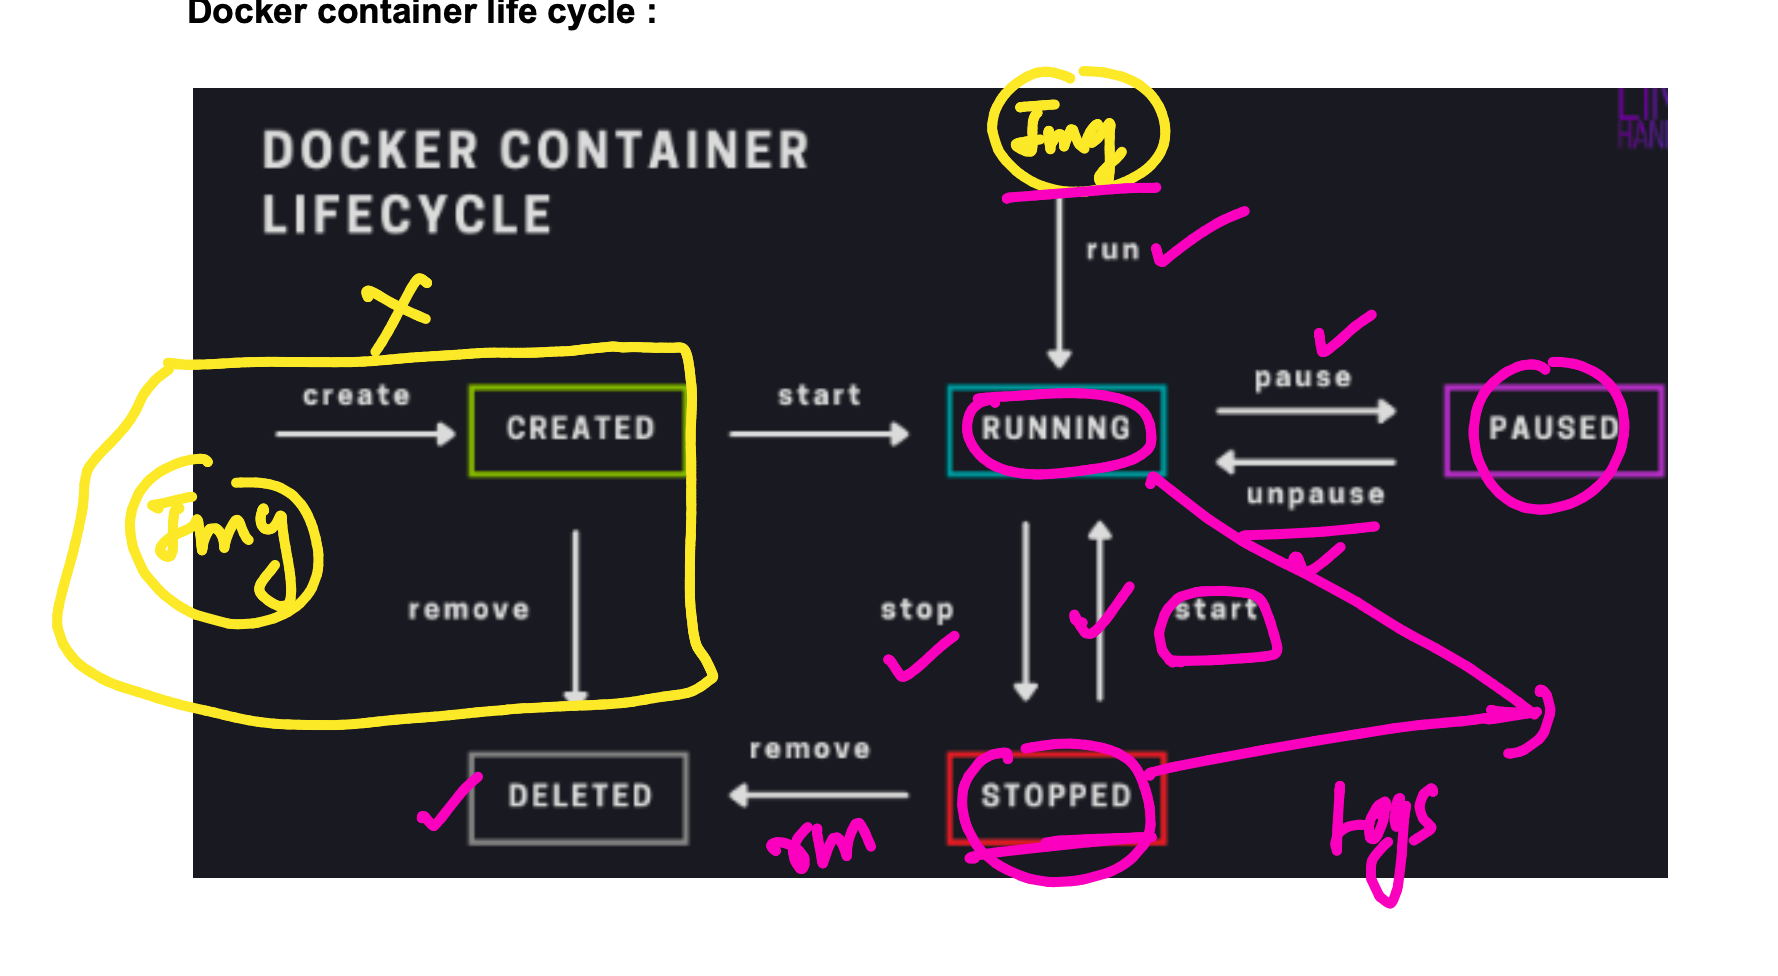 Docker container life cycle :
DOCKER CONTAINER
LIFECYCLE
Img
run
create
CREATED
start
RUNNING
pause
PAUSED
unpause
Img
remove
stop
start
DELETED
remove
rm
STOPPED
Logs